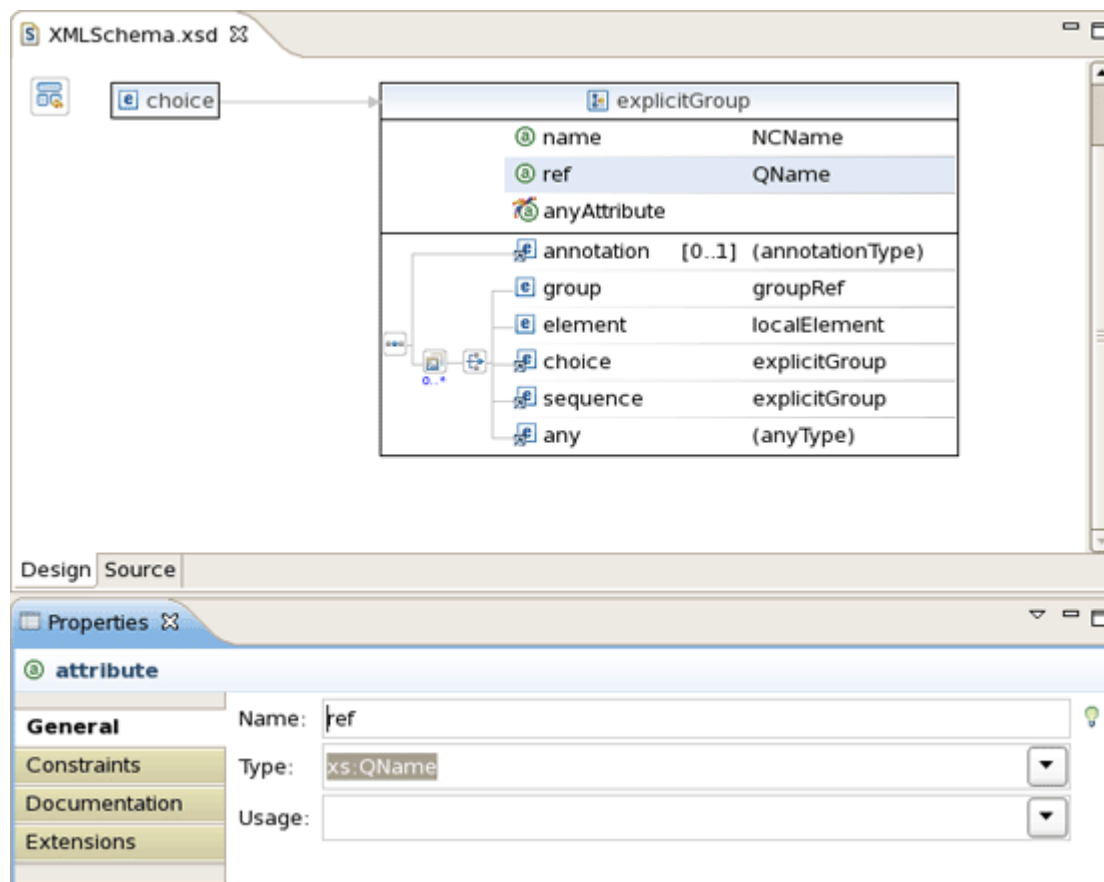 XMLSchema.xsd
choice
explicitGroup
name NCName
ref QName
anyAttribute
annotation [0..1] (annotationType)
group groupRef
element localElement
choice explicitGroup
0..*
sequence explicitGroup
any (anyType)
Design Source
Properties
attribute
General
Name: ref
Constraints
Type: xs:QName
Documentation
Usage:
Extensions